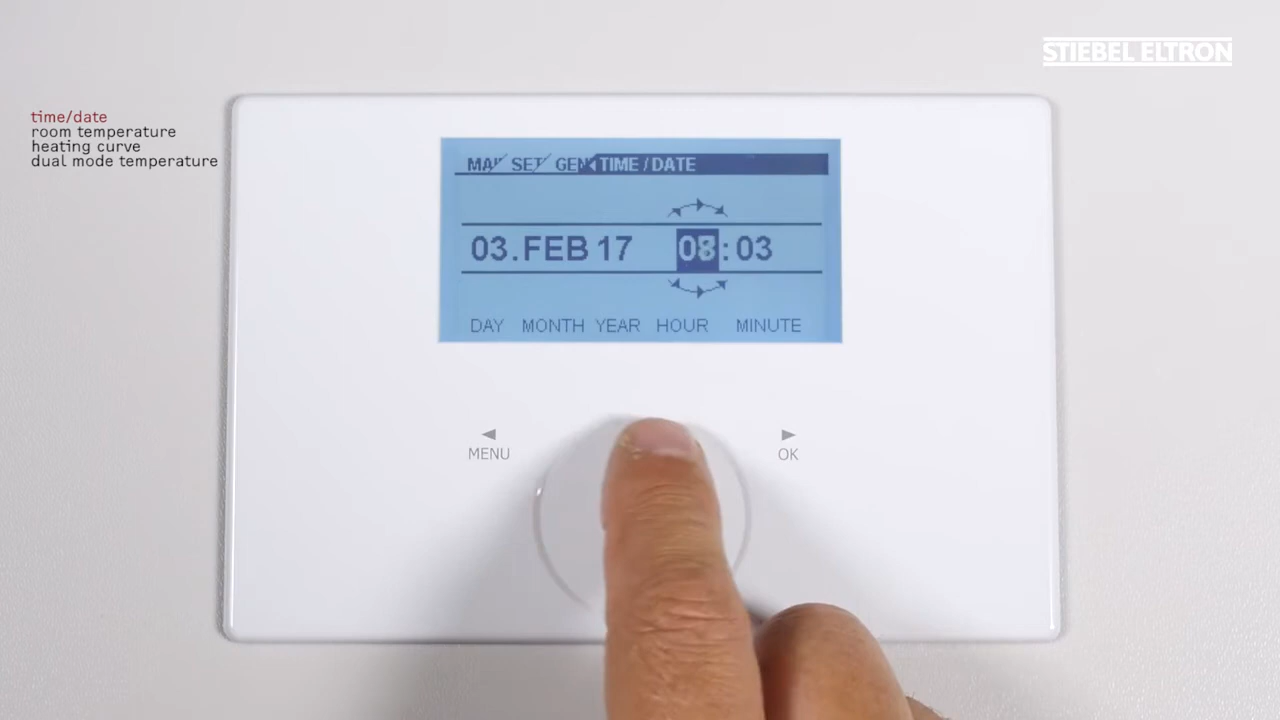 STIEBEL ELTRON
time/date
room temperature
heating curve
dual mode temperature
TIME / DATE
03. FEB 17 : 03
DAY MONTH YEAR HOUR MINUTE
MENU
OK